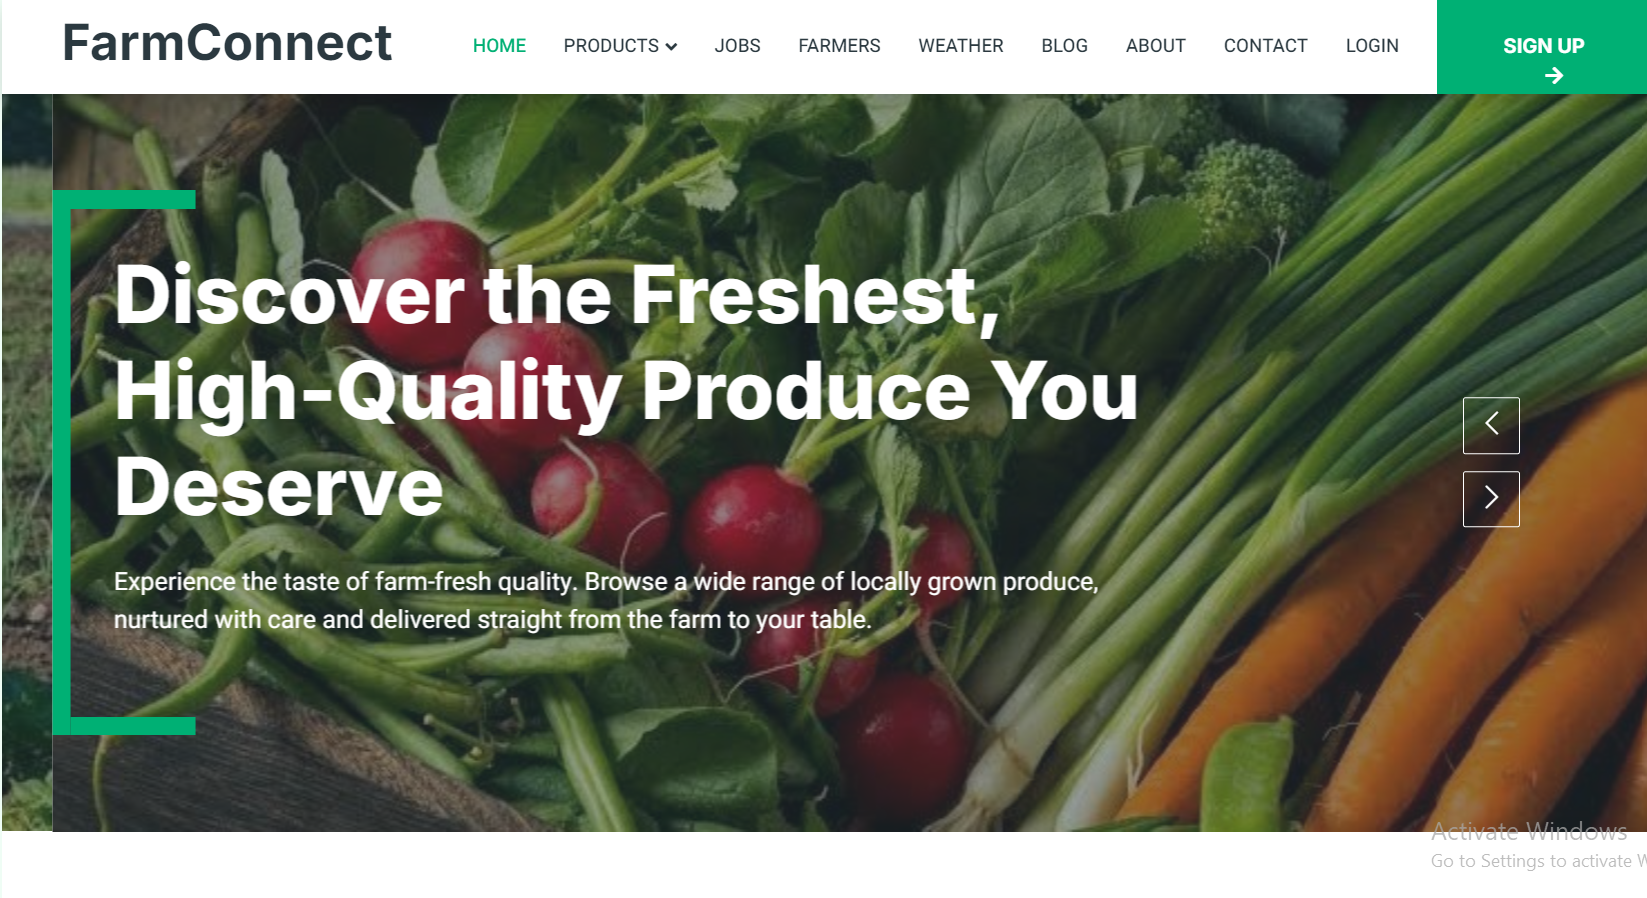 FarmConnect
HOME PRODUCTS JOBS FARMERS WEATHER BLOG ABOUT CONTACT LOGIN SIGN UP
Discover the Freshest,
High-Quality Produce You
Deserve
Experience the taste of farm-fresh quality. Browse a wide range of locally grown produce,
nurtured with care and delivered straight from the farm to your table.
Activate Windows
Go to Settings to activate W